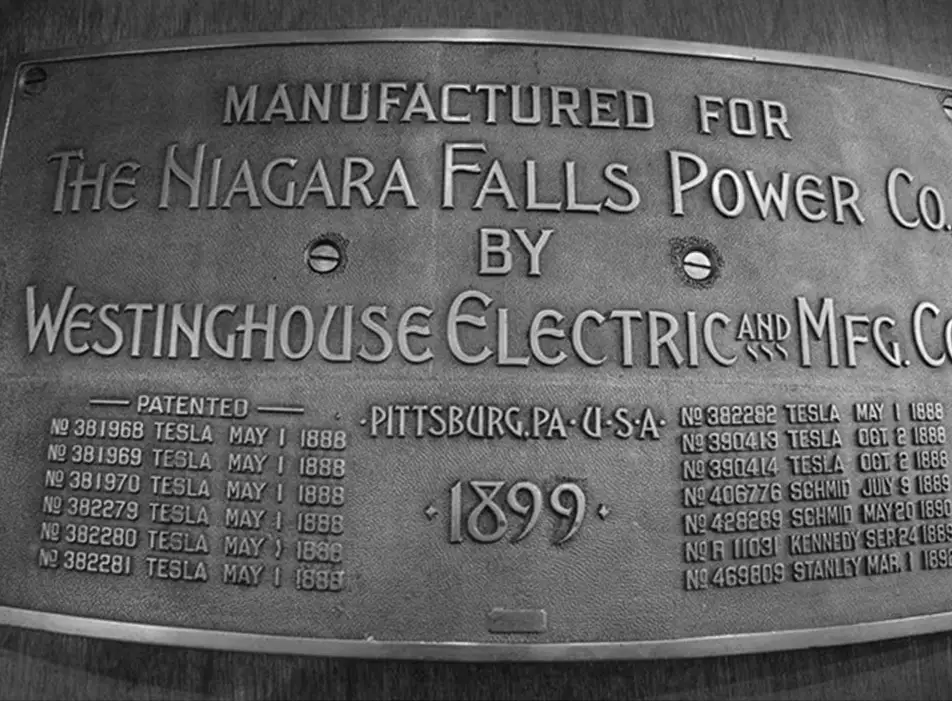 MANUFACTURED FOR
THE NIAGARA FALLS POWER CO.
BY
WESTINGHOUSE ELECTRIC AND MFG. CO
PATENTED
No 381968 TESLA MAY 1 1888
No 381969 TESLA MAY 1 1888
No 381970 TESLA MAY 1 1888
No 382279 TESLA MAY 1 1888
No 382280 TESLA MAY 1 1888
No 382281 TESLA MAY 1 1888
·PITTSBURG, PA·U·S·A·
·1899·
No 382282 TESLA MAY 1 1888
No 390413 TESLA OCT 2 1888
No 390414 TESLA OCT 2 1888
No 406776 SCHMID JULY 9 1889
No 428289 SCHMID MAY 20 1890
No R 11031 KENNEDY SEP 24 1889
No 469809 STANLEY MAR. 1